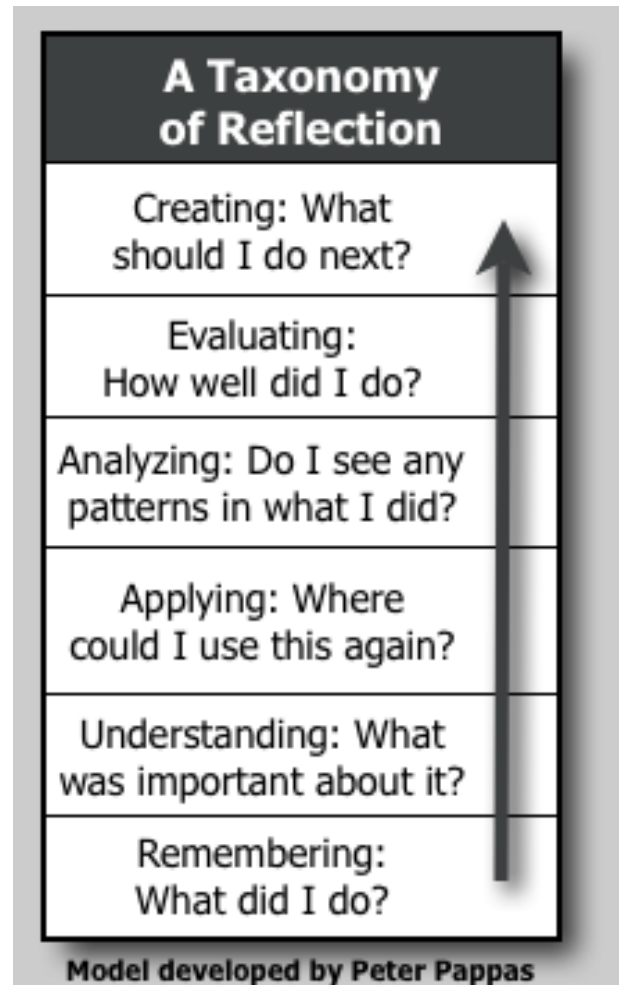 A Taxonomy
of Reflection
Creating: What
should I do next?
Evaluating:
How well did I do?
Analyzing: Do I see any
patterns in what I did?
Applying: Where
could I use this again?
Understanding: What
was important about it?
Remembering:
What did I do?
Model developed by Peter Pappas